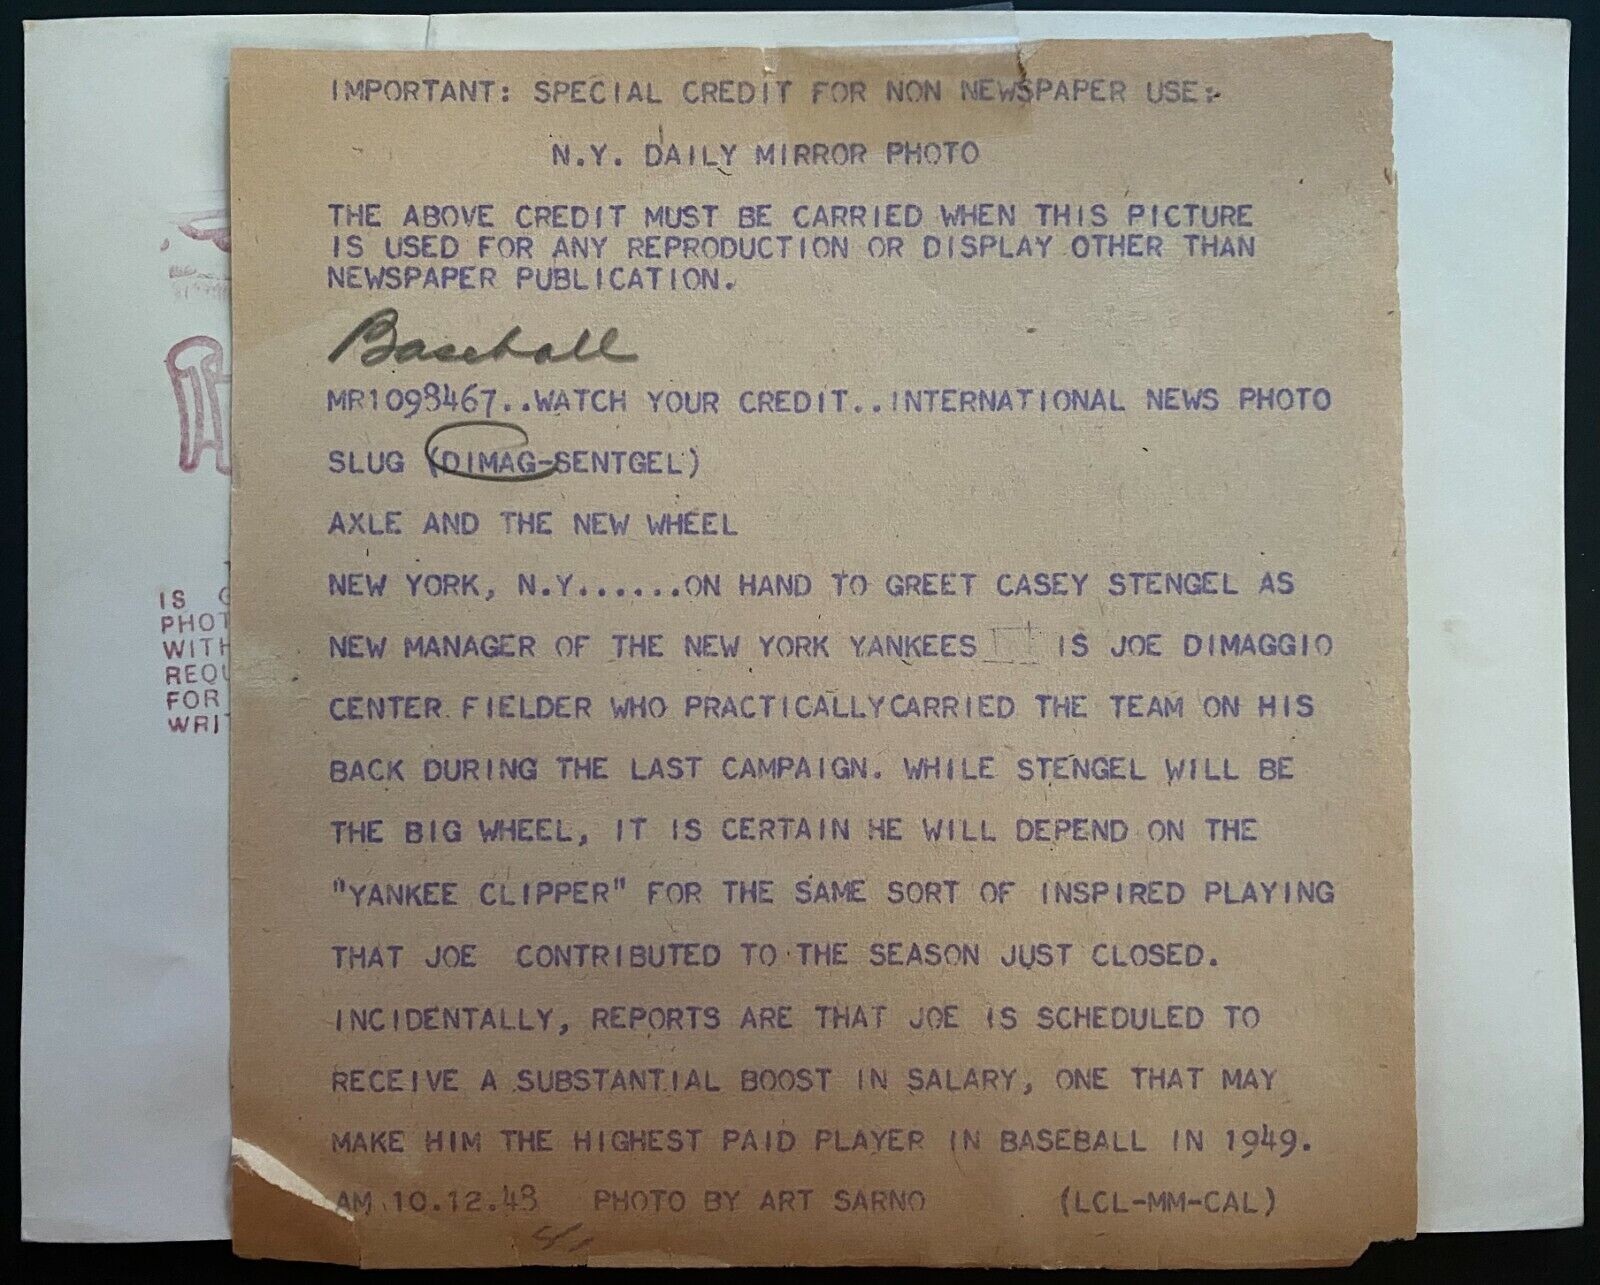 IMPORTANT: SPECIAL CREDIT FOR NON NEWSPAPER USE:-
N.Y. DAILY MIRROR PHOTO
THE ABOVE CREDIT MUST BE CARRIED WHEN THIS PICTURE
IS USED FOR ANY REPRODUCTION OR DISPLAY OTHER THAN
NEWSPAPER PUBLICATION.
Baseball
MR1098467..WATCH YOUR CREDIT..INTERNATIONAL NEWS PHOTO
SLUG (DIMAG-SENTGEL)
AXLE AND THE NEW WHEEL
NEW YORK, N.Y......ON HAND TO GREET CASEY STENGEL AS
NEW MANAGER OF THE NEW YORK YANKEES IS JOE DIMAGGIO
CENTER FIELDER WHO PRACTICALLYCARRIED THE TEAM ON HIS
BACK DURING THE LAST CAMPAIGN. WHILE STENGEL WILL BE
THE BIG WHEEL, IT IS CERTAIN HE WILL DEPEND ON THE
"YANKEE CLIPPER" FOR THE SAME SORT OF INSPIRED PLAYING
THAT JOE CONTRIBUTED TO THE SEASON JUST CLOSED.
INCIDENTALLY, REPORTS ARE THAT JOE IS SCHEDULED TO
RECEIVE A SUBSTANTIAL BOOST IN SALARY, ONE THAT MAY
MAKE HIM THE HIGHEST PAID PLAYER IN BASEBALL IN 1949.
AM 10.12.48 PHOTO BY ART SARNO (LCL-MM-CAL)
IS G
PHOT
WITH
REQU
FOR
WRIT